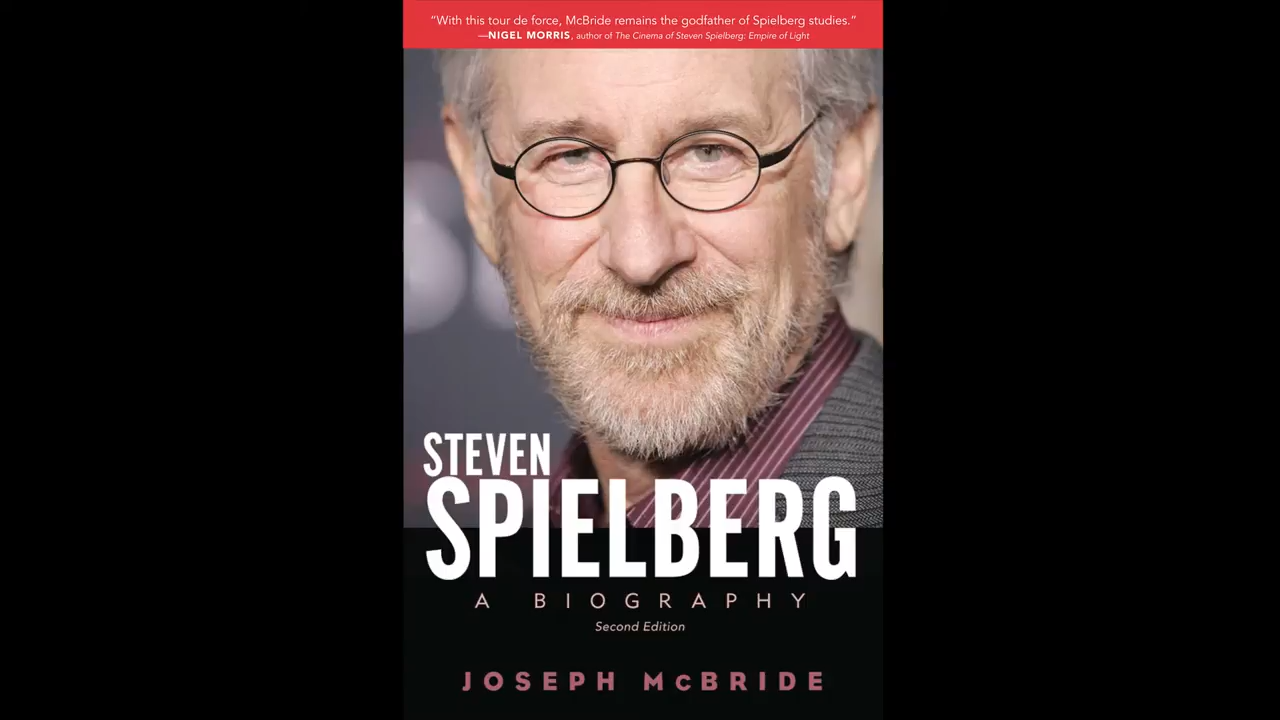 “With this tour de force, McBride remains the godfather of Spielberg studies.”
—NIGEL MORRIS, author of The Cinema of Steven Spielberg: Empire of Light
STEVEN
SPIELBERG
A BIOGRAPHY
Second Edition
JOSEPH McBRIDE